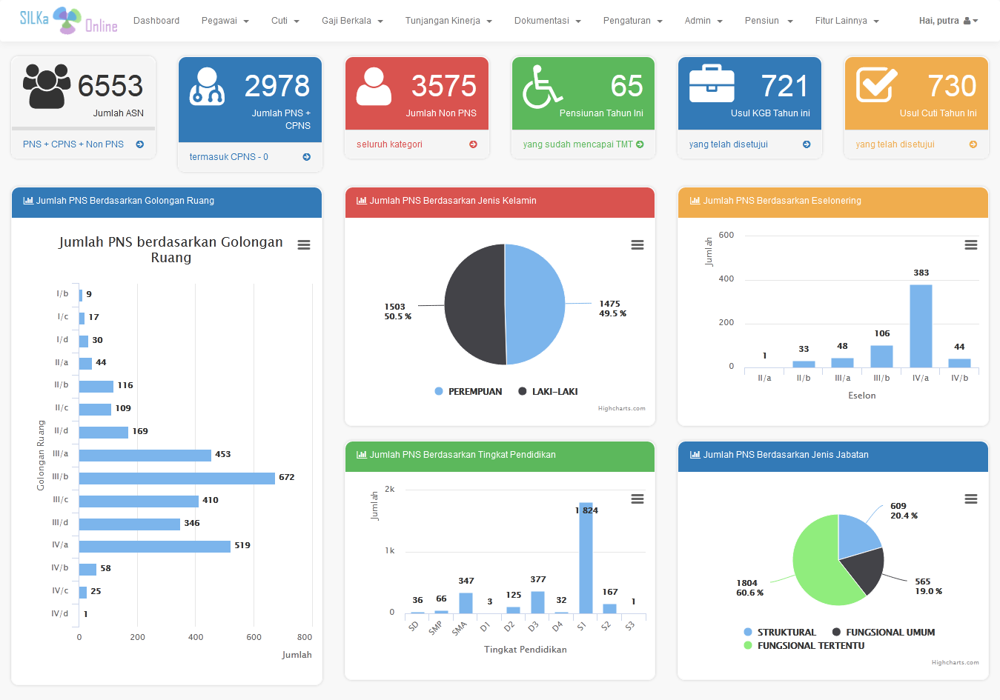 SILKa Online
Dashboard
Pegawai
Cuti
Gaji Berkala
Tunjangan Kinerja
Dokumentasi
Pengaturan
Admin
Pensiun
Fitur Lainnya
Hai, putra
6553
Jumlah ASN
PNS + CPNS + Non PNS
2978
Jumlah PNS +
CPNS
termasuk CPNS - 0
3575
Jumlah Non PNS
seluruh kategori
65
Pensiunan Tahun Ini
yang sudah mencapai TMT
721
Usul KGB Tahun ini
yang telah disetujui
730
Usul Cuti Tahun Ini
yang telah disetujui
Jumlah PNS Berdasarkan Golongan Ruang
Jumlah PNS berdasarkan Golongan
Ruang
Golongan Ruang
I/b 9
I/c 17
I/d 30
II/a 44
II/b 116
II/c 109
II/d 169
III/a 453
III/b 672
III/c 410
III/d 346
IV/a 519
IV/b 58
IV/c 25
IV/d 1
0 200 400 600 800
Jumlah
Jumlah PNS Berdasarkan Jenis Kelamin
1503
50.5 %
1475
49.5 %
PEREMPUAN LAKI-LAKI
Highcharts.com
Jumlah PNS Berdasarkan Eselonering
Jumlah
600
400
200
0
1 33 48 106 383 44
II/a II/b III/a III/b IV/a IV/b
Eselon
Jumlah PNS Berdasarkan Tingkat Pendidikan
Jumlah
2k
1k
0
36 66 347 3 125 377 32 1 824 167 1
SD SMP SMA D1 D2 D3 D4 S1 S2 S3
Tingkat Pendidikan
Jumlah PNS Berdasarkan Jenis Jabatan
609
20.4 %
565
19.0 %
1804
60.6 %
STRUKTURAL FUNGSIONAL UMUM
FUNGSIONAL TERTENTU
Highcharts.com